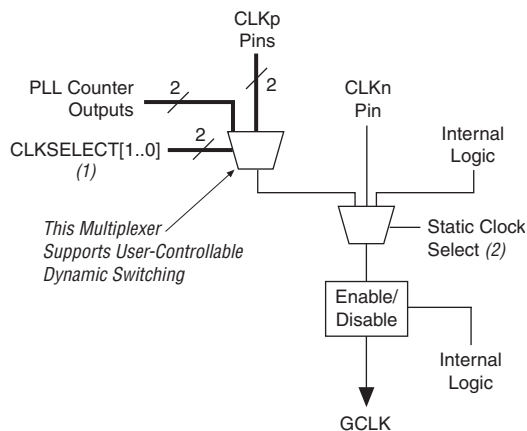 CLKp
Pins
2
PLL Counter
Outputs
2
CLKn
Pin
CLKSELECT[1..0]
(1)
2
Internal
Logic
This Multiplexer
Supports User-Controllable
Dynamic Switching
Static Clock
Select (2)
Enable/
Disable
Internal
Logic
GCLK